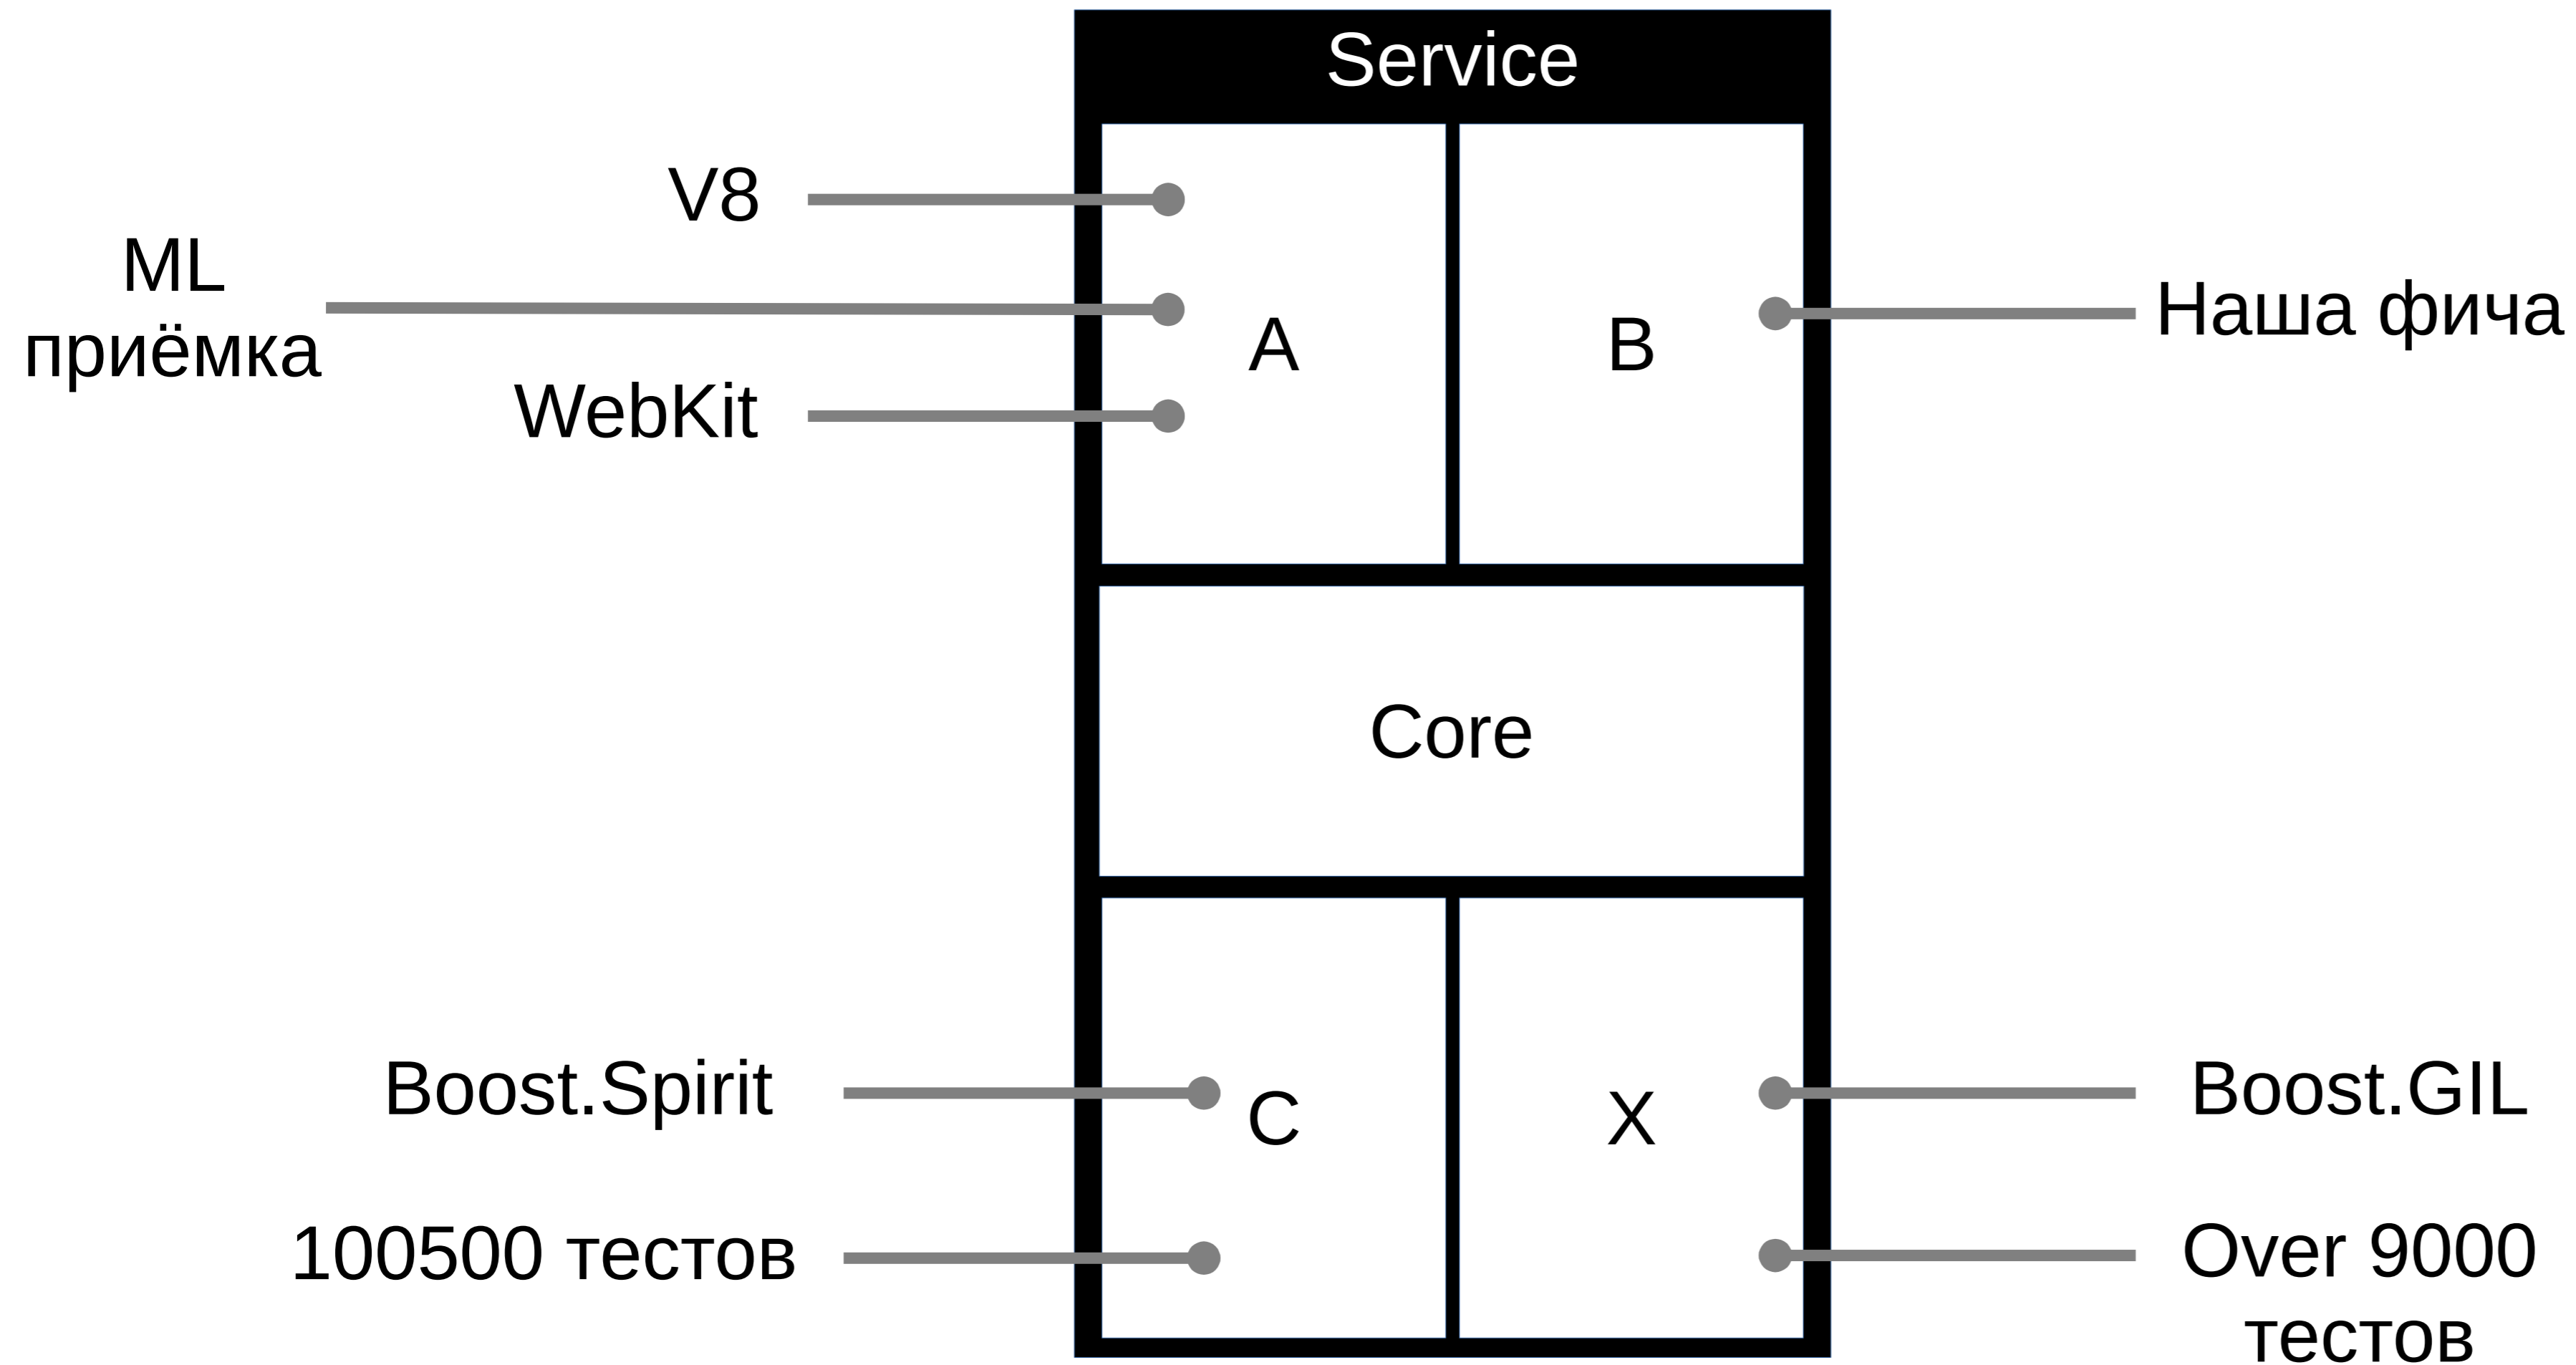 Service
V8
ML
приёмка
WebKit
A
B
Наша фича
Core
Boost.Spirit
C
X
Boost.GIL
100500 тестов
Over 9000
тестов